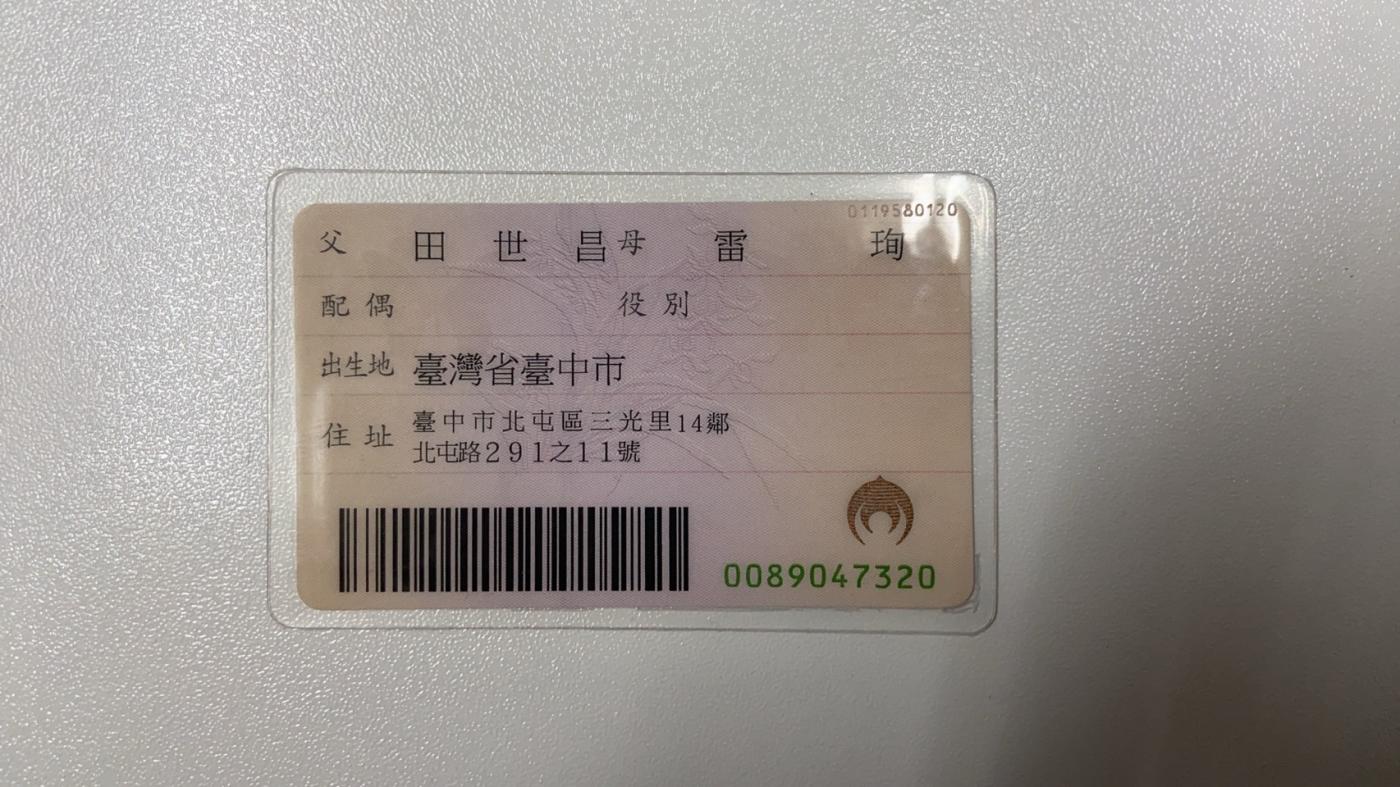 0119580120
父 田世昌 母 雷珣
配偶 役別
出生地 臺灣省臺中市
住址 臺中市北屯區三光里14鄰
北屯路291之11號
0089047320